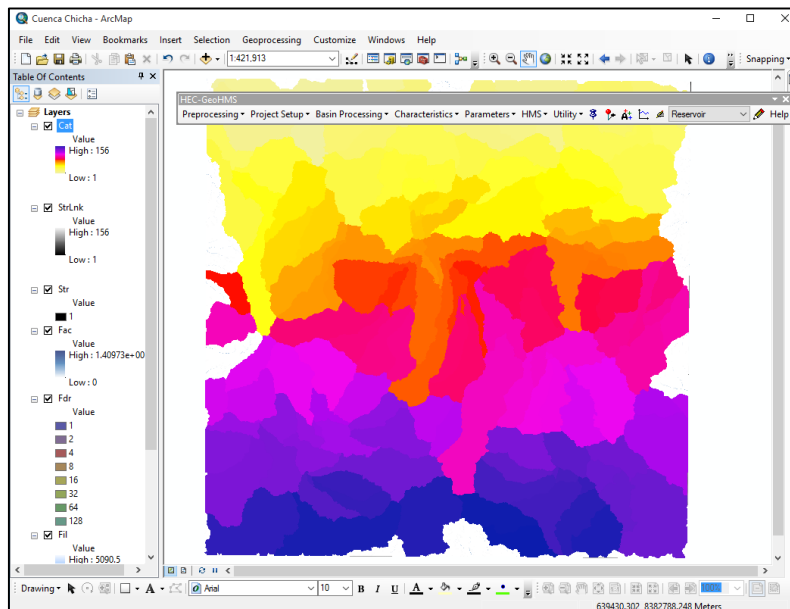 Cuenca Chicha - ArcMap
File Edit View Bookmarks Insert Selection Geoprocessing Customize Windows Help
1:421.913 Snapping
Table Of Contents
HEC-GeoHMS
Preprocessing Project Setup Basin Processing Characteristics Parameters HMS Utility Reservoir Help
Layers
Cat
Value
High : 156
Low : 1
StrLnk
Value
High : 156
Low : 1
Str
Value
1
Fac
Value
High : 1.40973e+00
Low : 0
Fdr
Value
1
2
4
8
16
32
64
128
Fil
Value
High : 5090.5
Drawing A Arial 10 B I U A 100%
639430.302 8382788.248 Meters